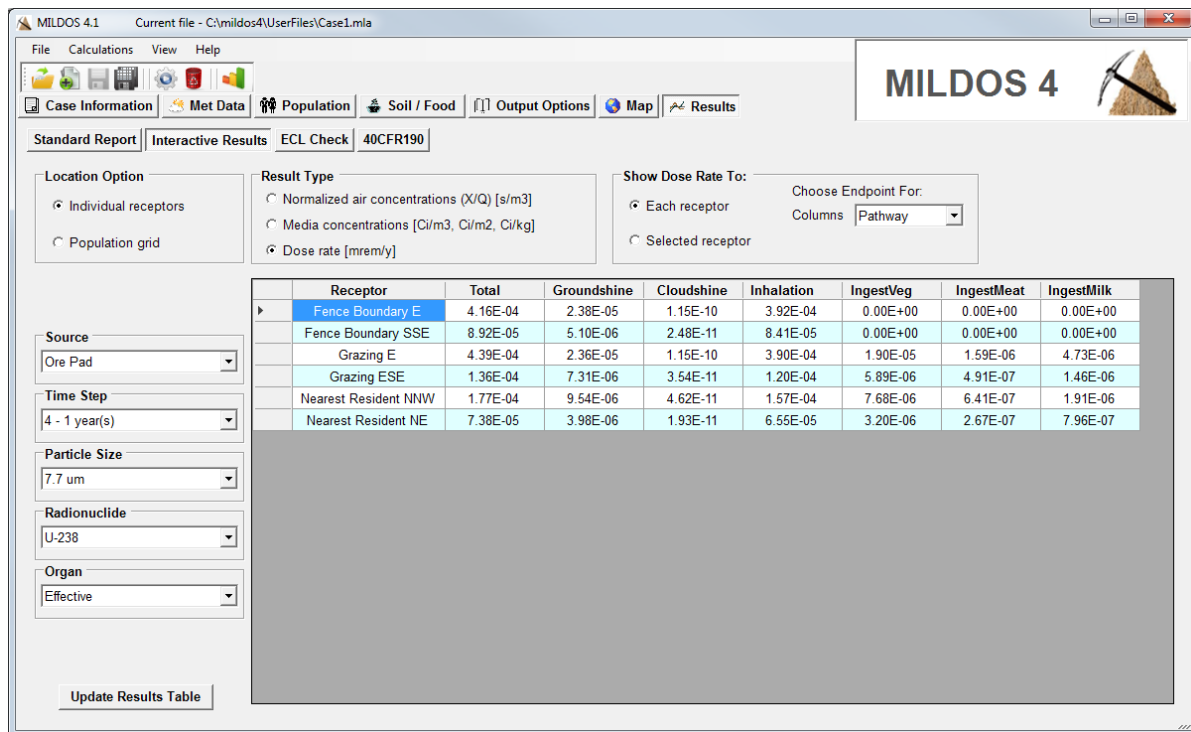 MILDOS 4.1 Current file - C:\mildos4\UserFiles\Case1.mla
File Calculations View Help
MILDOS 4
Case Information Met Data Population Soil / Food Output Options Map Results
Standard Report Interactive Results ECL Check 40CFR190
Location Option
Individual receptors
Population grid
Result Type
Normalized air concentrations (X/Q) [s/m3]
Media concentrations [Ci/m3, Ci/m2, Ci/kg]
Dose rate [mrem/y]
Show Dose Rate To:
Each receptor
Selected receptor
Choose Endpoint For:
Columns Pathway
Source
Ore Pad
Time Step
4 - 1 year(s)
Particle Size
7.7 um
Radionuclide
U-238
Organ
Effective
Update Results Table
Receptor Total Groundshine Cloudshine Inhalation IngestVeg IngestMeat IngestMilk
Fence Boundary E 4.16E-04 2.38E-05 1.15E-10 3.92E-04 0.00E+00 0.00E+00 0.00E+00
Fence Boundary SSE 8.92E-05 5.10E-06 2.48E-11 8.41E-05 0.00E+00 0.00E+00 0.00E+00
Grazing E 4.39E-04 2.36E-05 1.15E-10 3.90E-04 1.90E-05 1.59E-06 4.73E-06
Grazing ESE 1.36E-04 7.31E-06 3.54E-11 1.20E-04 5.89E-06 4.91E-07 1.46E-06
Nearest Resident NNW 1.77E-04 9.54E-06 4.62E-11 1.57E-04 7.68E-06 6.41E-07 1.91E-06
Nearest Resident NE 7.38E-05 3.98E-06 1.93E-11 6.55E-05 3.20E-06 2.67E-07 7.96E-07